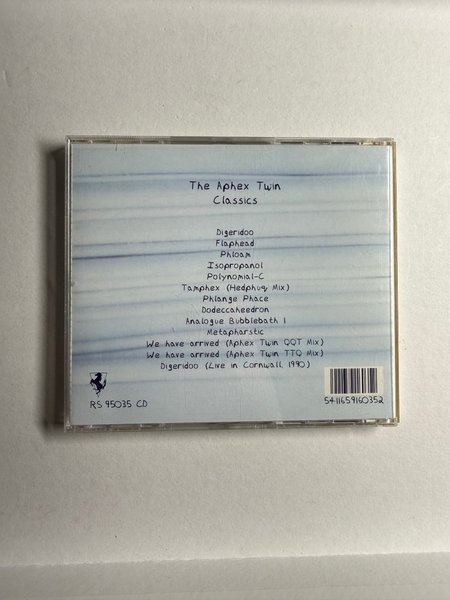 The Aphex Twin
Classics
Digeridoo
Flaphead
Phloam
Isopropanol
Polynomial-C
Tamphex (Hedphuq Mix)
Phlange Phace
Dodeccaheedron
Analogue Bubblebath 1
Metapharstic
We have arrived (Aphex Twin QQT Mix)
We have arrived (Aphex Twin TTQ Mix)
Digeridoo (Live in Cornwall, 1990)
RS 95035 CD
5411659160352